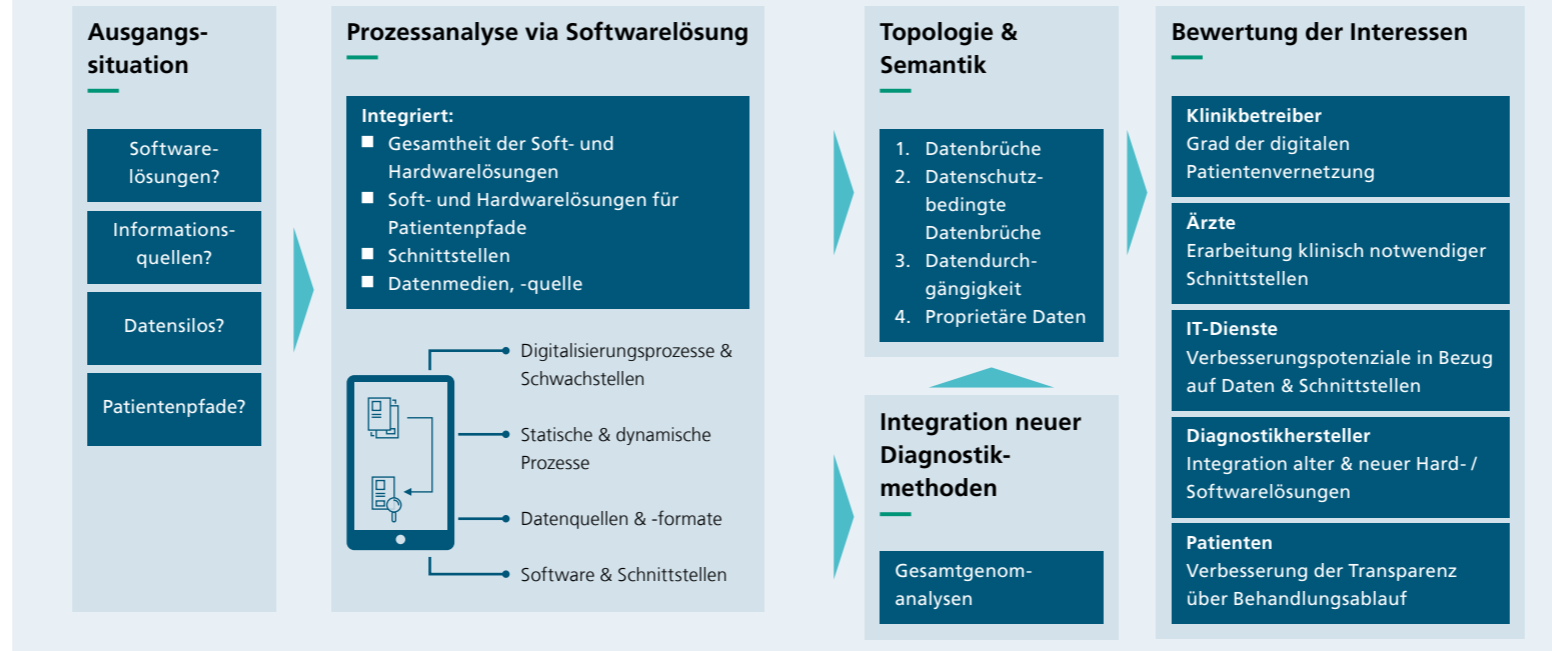 Ausgangs-
situation
Software-
lösungen?
Informations-
quellen?
Datensilos?
Patientenpfade?
Prozessanalyse via Softwarelösung
Integriert:
■ Gesamtheit der Soft- und
Hardwarelösungen
■ Soft- und Hardwarelösungen für
Patientenpfade
■ Schnittstellen
■ Datenmedien, -quelle
Digitalisierungsprozesse &
Schwachstellen
Statische & dynamische
Prozesse
Datenquellen & -formate
Software & Schnittstellen
Topologie &
Semantik
1. Datenbrüche
2. Datenschutz-
bedingte
Datenbrüche
3. Datendurch-
gängigkeit
4. Proprietäre Daten
Integration neuer
Diagnostik-
methoden
Gesamtgenom-
analysen
Bewertung der Interessen
Klinikbetreiber
Grad der digitalen
Patientenvernetzung
Ärzte
Erarbeitung klinisch notwendiger
Schnittstellen
IT-Dienste
Verbesserungspotenziale in Bezug
auf Daten & Schnittstellen
Diagnostikhersteller
Integration alter & neuer Hard- /
Softwarelösungen
Patienten
Verbesserung der Transparenz
über Behandlungsablauf